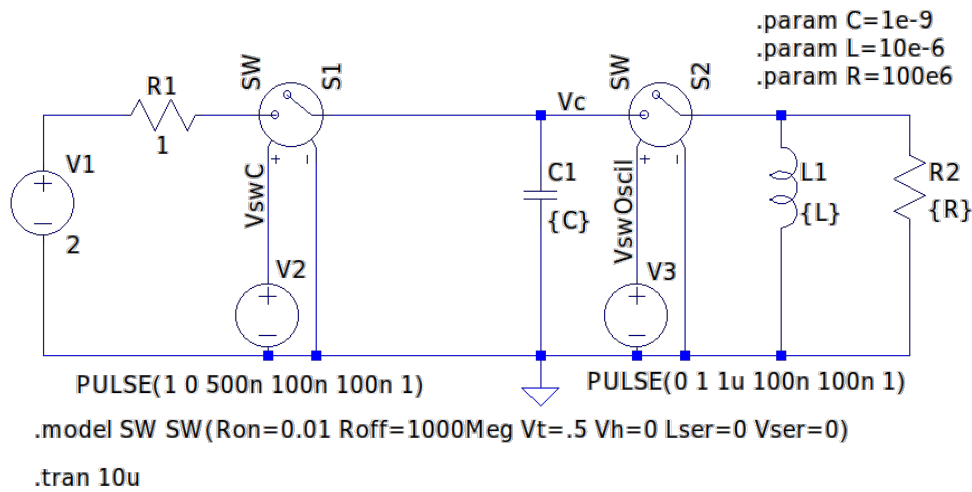 .param C=1e-9
.param L=10e-6
.param R=100e6
R1
1
SW
S1
V1
2
VswC
V2
Vc
C1
{C}
SW
S2
VswOscil
V3
L1
{L}
R2
{R}
PULSE(1 0 500n 100n 100n 1)
PULSE(0 1 1u 100n 100n 1)
.model SW SW(Ron=0.01 Roff=1000Meg Vt=.5 Vh=0 Lser=0 Vser=0)
.tran 10u